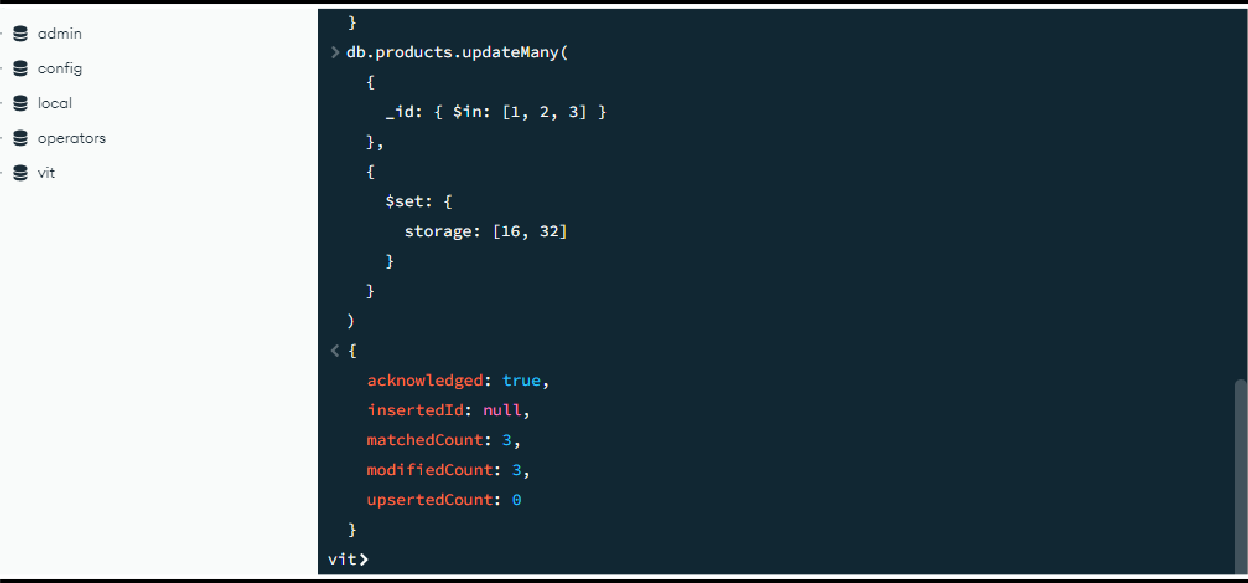 admin
config
local
operators
vit
}
> db.products.updateMany(
{
_id: { $in: [1, 2, 3] }
},
{
$set: {
storage: [16, 32]
}
}
)
< {
acknowledged: true,
insertedId: null,
matchedCount: 3,
modifiedCount: 3,
upsertedCount: 0
}
vit>